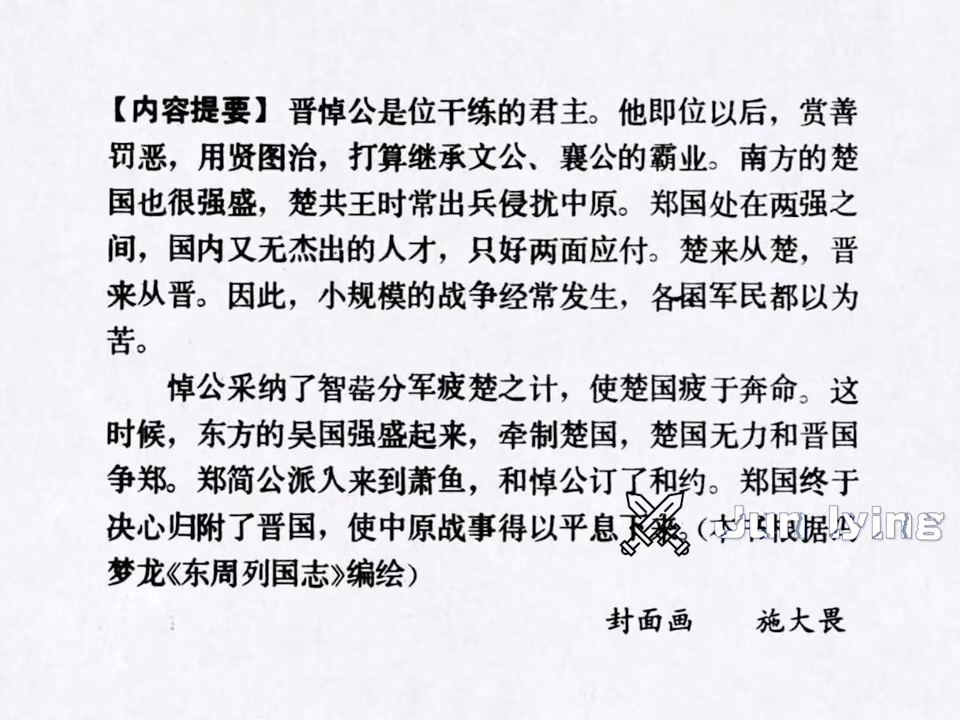 【内容提要】晋悼公是位干练的君主。他即位以后，赏善
罚恶，用贤图治，打算继承文公、襄公的霸业。南方的楚
国也很强盛，楚共王时常出兵侵扰中原。郑国处在两强之
间，国内又无杰出的人才，只好两面应付。楚来从楚，晋
来从晋。因此，小规模的战争经常发生，各国军民都以为
苦。
悼公采纳了智䓨分军疲楚之计，使楚国疲于奔命。这
时候，东方的吴国强盛起来，牵制楚国，楚国无力和晋国
争郑。郑简公派人来到萧鱼，和悼公订了和约。郑国终于
决心归附了晋国，使中原战事得以平息下来。（本书根据
梦龙《东周列国志》编绘）
Jun lying
封面画 施大畏